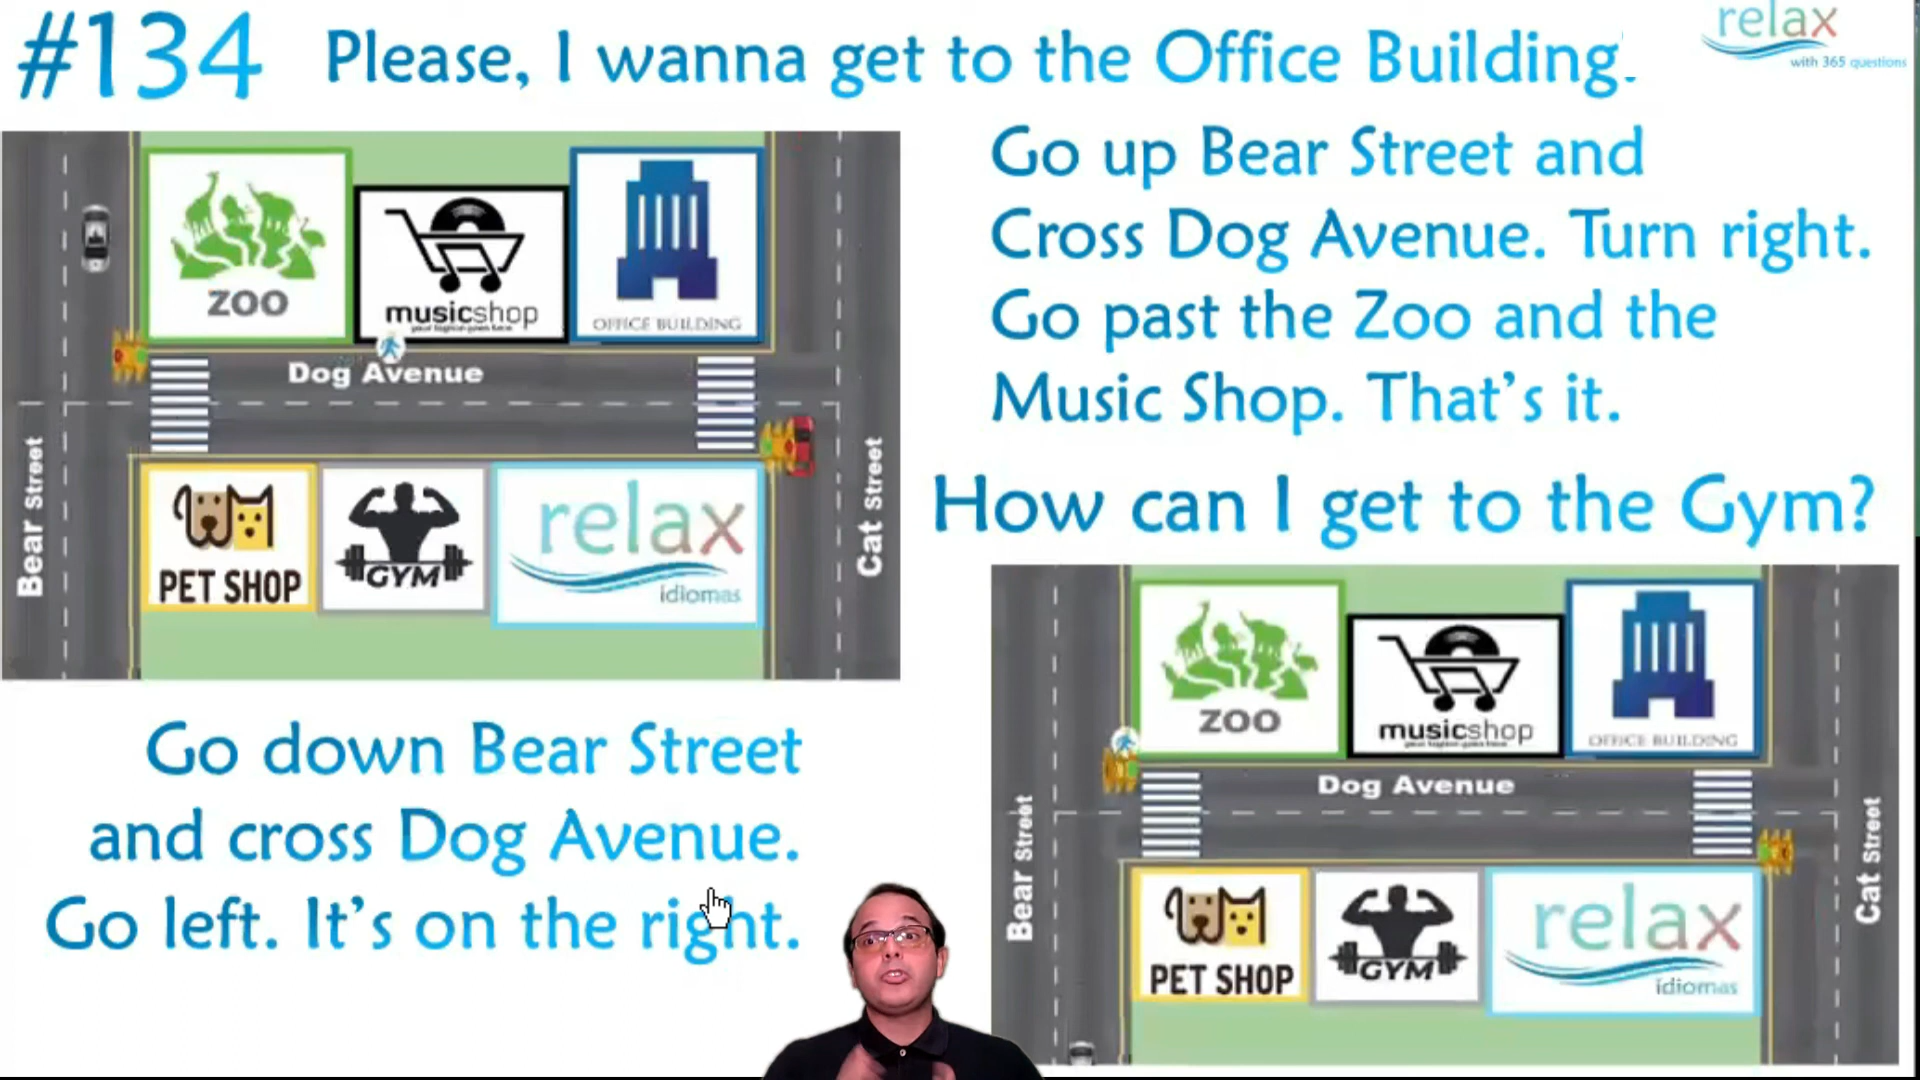 #134
Please, I wanna get to the Office Building.
relax
with 365 questions
Go up Bear Street and
Cross Dog Avenue. Turn right.
Go past the Zoo and the
Music Shop. That's it.
ZOO
musicshop
OFFICE BUILDING
Dog Avenue
Bear Street
Cat Street
PET SHOP
GYM
relax
idiomas
How can I get to the Gym?
Go down Bear Street
and cross Dog Avenue.
Go left. It's on the right.
ZOO
musicshop
OFFICE BUILDING
Dog Avenue
Bear Street
Cat Street
PET SHOP
GYM
relax
idiomas